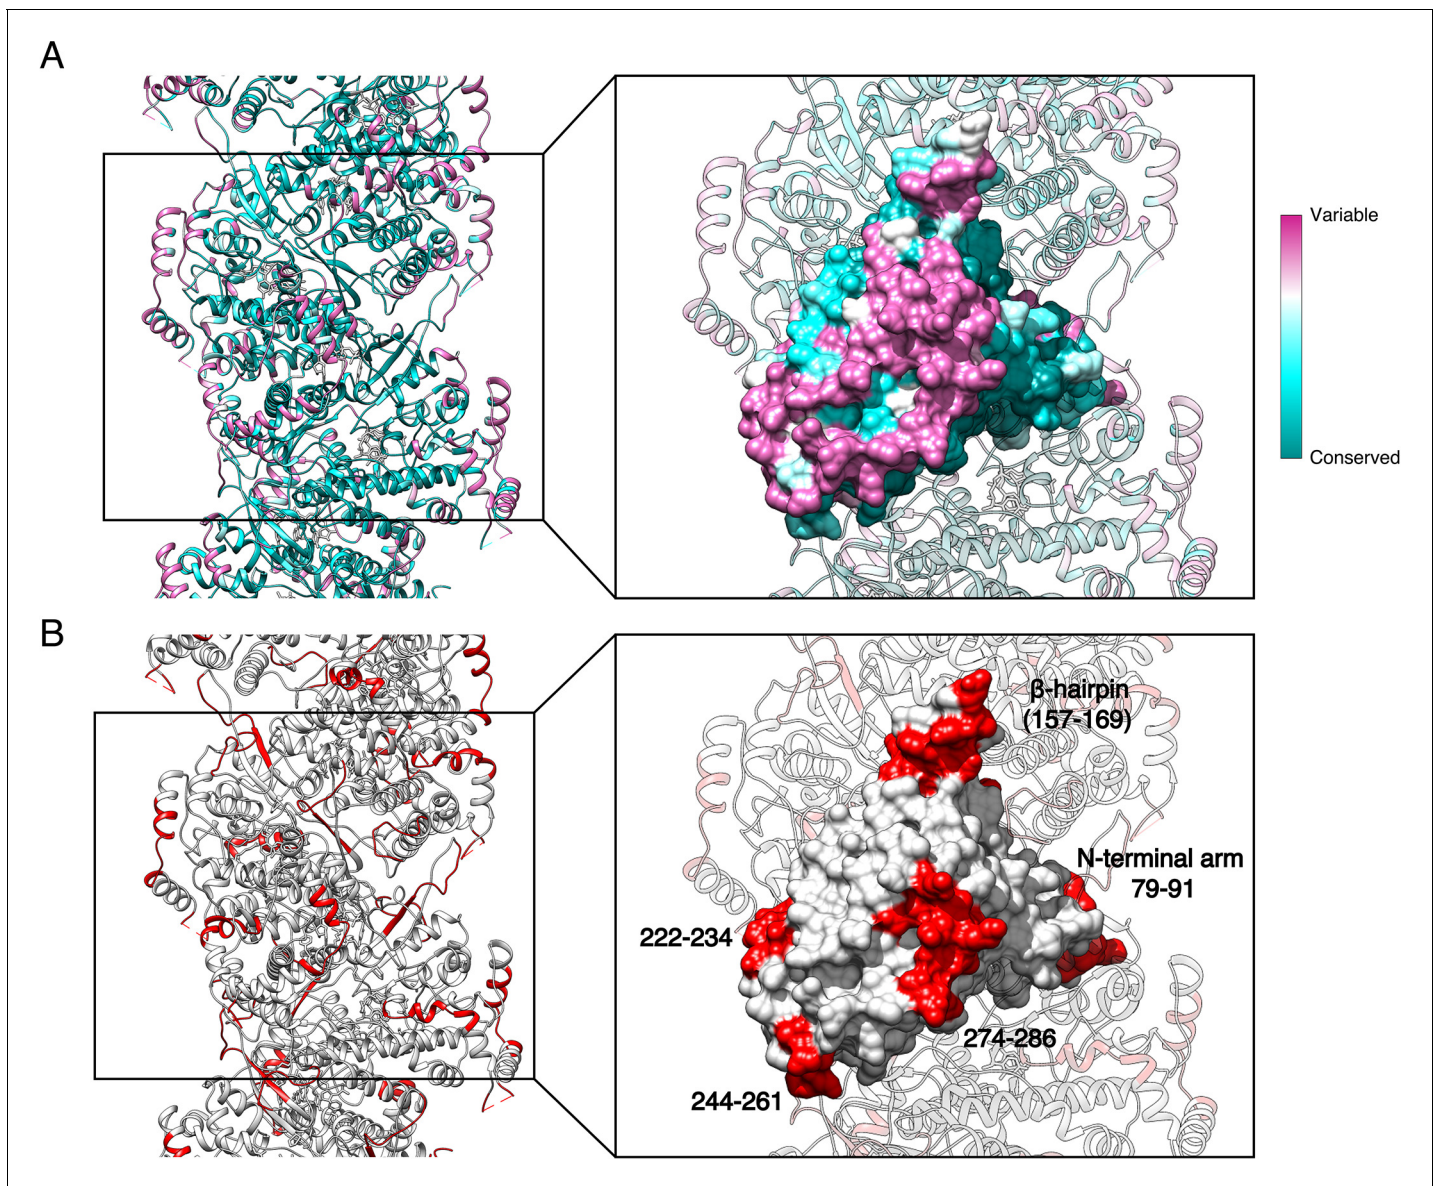 A
Variable
Conserved
B
β-hairpin
(157-169)
N-terminal arm
79-91
222-234
274-286
244-261